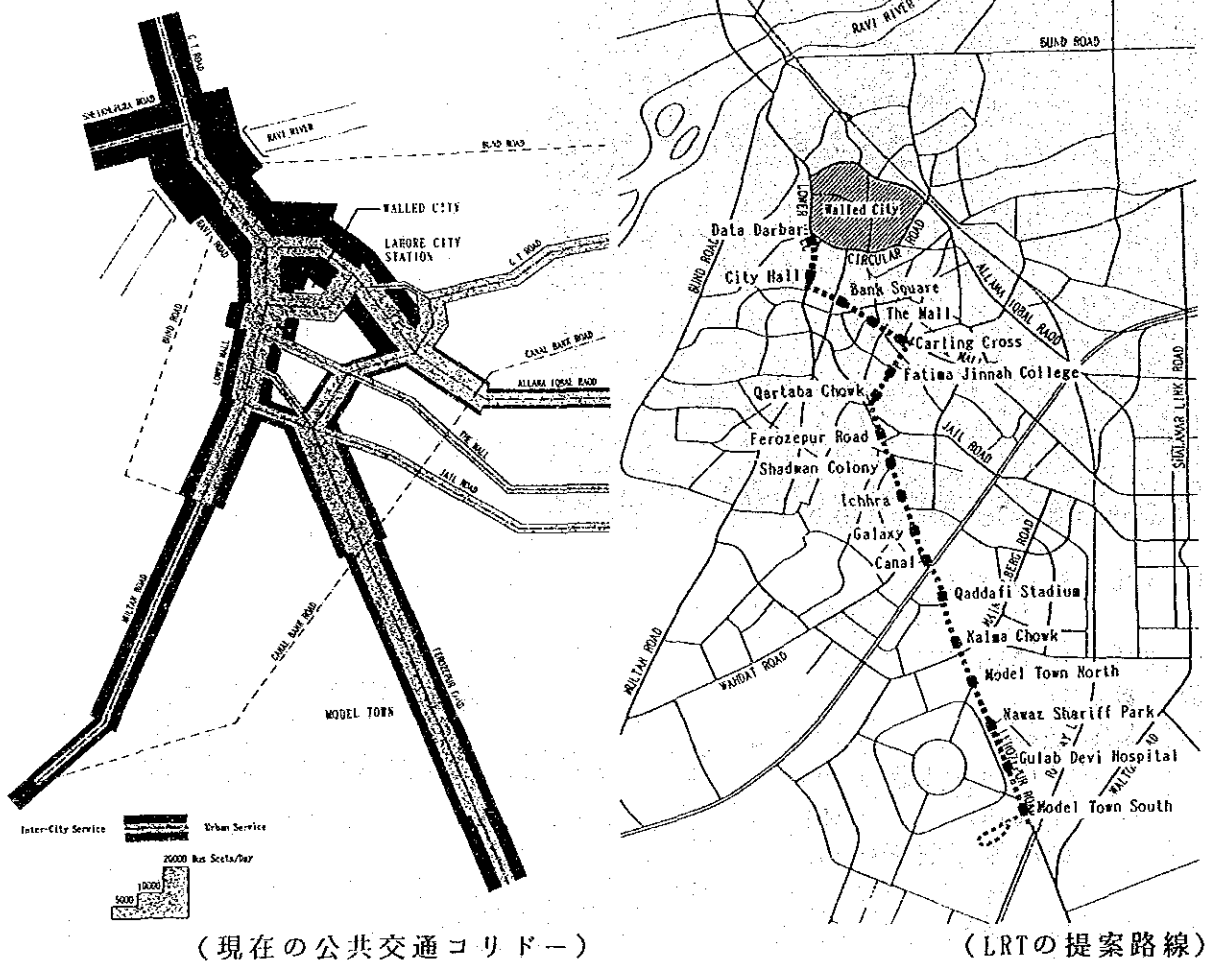 G T ROAD
RAVI RIVER
BUND ROAD
WALLED CITY
LAHORE CITY
STATION
G T ROAD
RAVI ROAD
BUND ROAD
LOWER MALL
CANAL BANK ROAD
ALLAMA IQBAL RAOD
THE MALL
JAIL ROAD
MULTAN ROAD
CANAL BANK ROAD
MODEL TOWN
FEROZEPUR ROAD
Inter-City Service
Urban Service
20000 Bus Seats/Day
10000
5000
(現在の公共交通コリドー)
RAVI RIVER
BUND ROAD
LOWER
Walled City
Data Darbar
CIRCULAR ROAD
BUND ROAD
City Hall
Bank Square
ALLAMA IQBAL RAOD
The Mall
Carling Cross
Fatima Jinnah College
Qartaba Chowk
SHALAMAR LINK ROAD
Ferozepur Road
JAIL ROAD
Shadman Colony
Ichhra
Galaxy
Canal
Qaddafi Stadium
MULTAN ROAD
WAHDAT ROAD
Kalma Chowk
Model Town North
Nawaz Shariff Park
Gulab Devi Hospital
Model Town South
(LRTの提案路線)